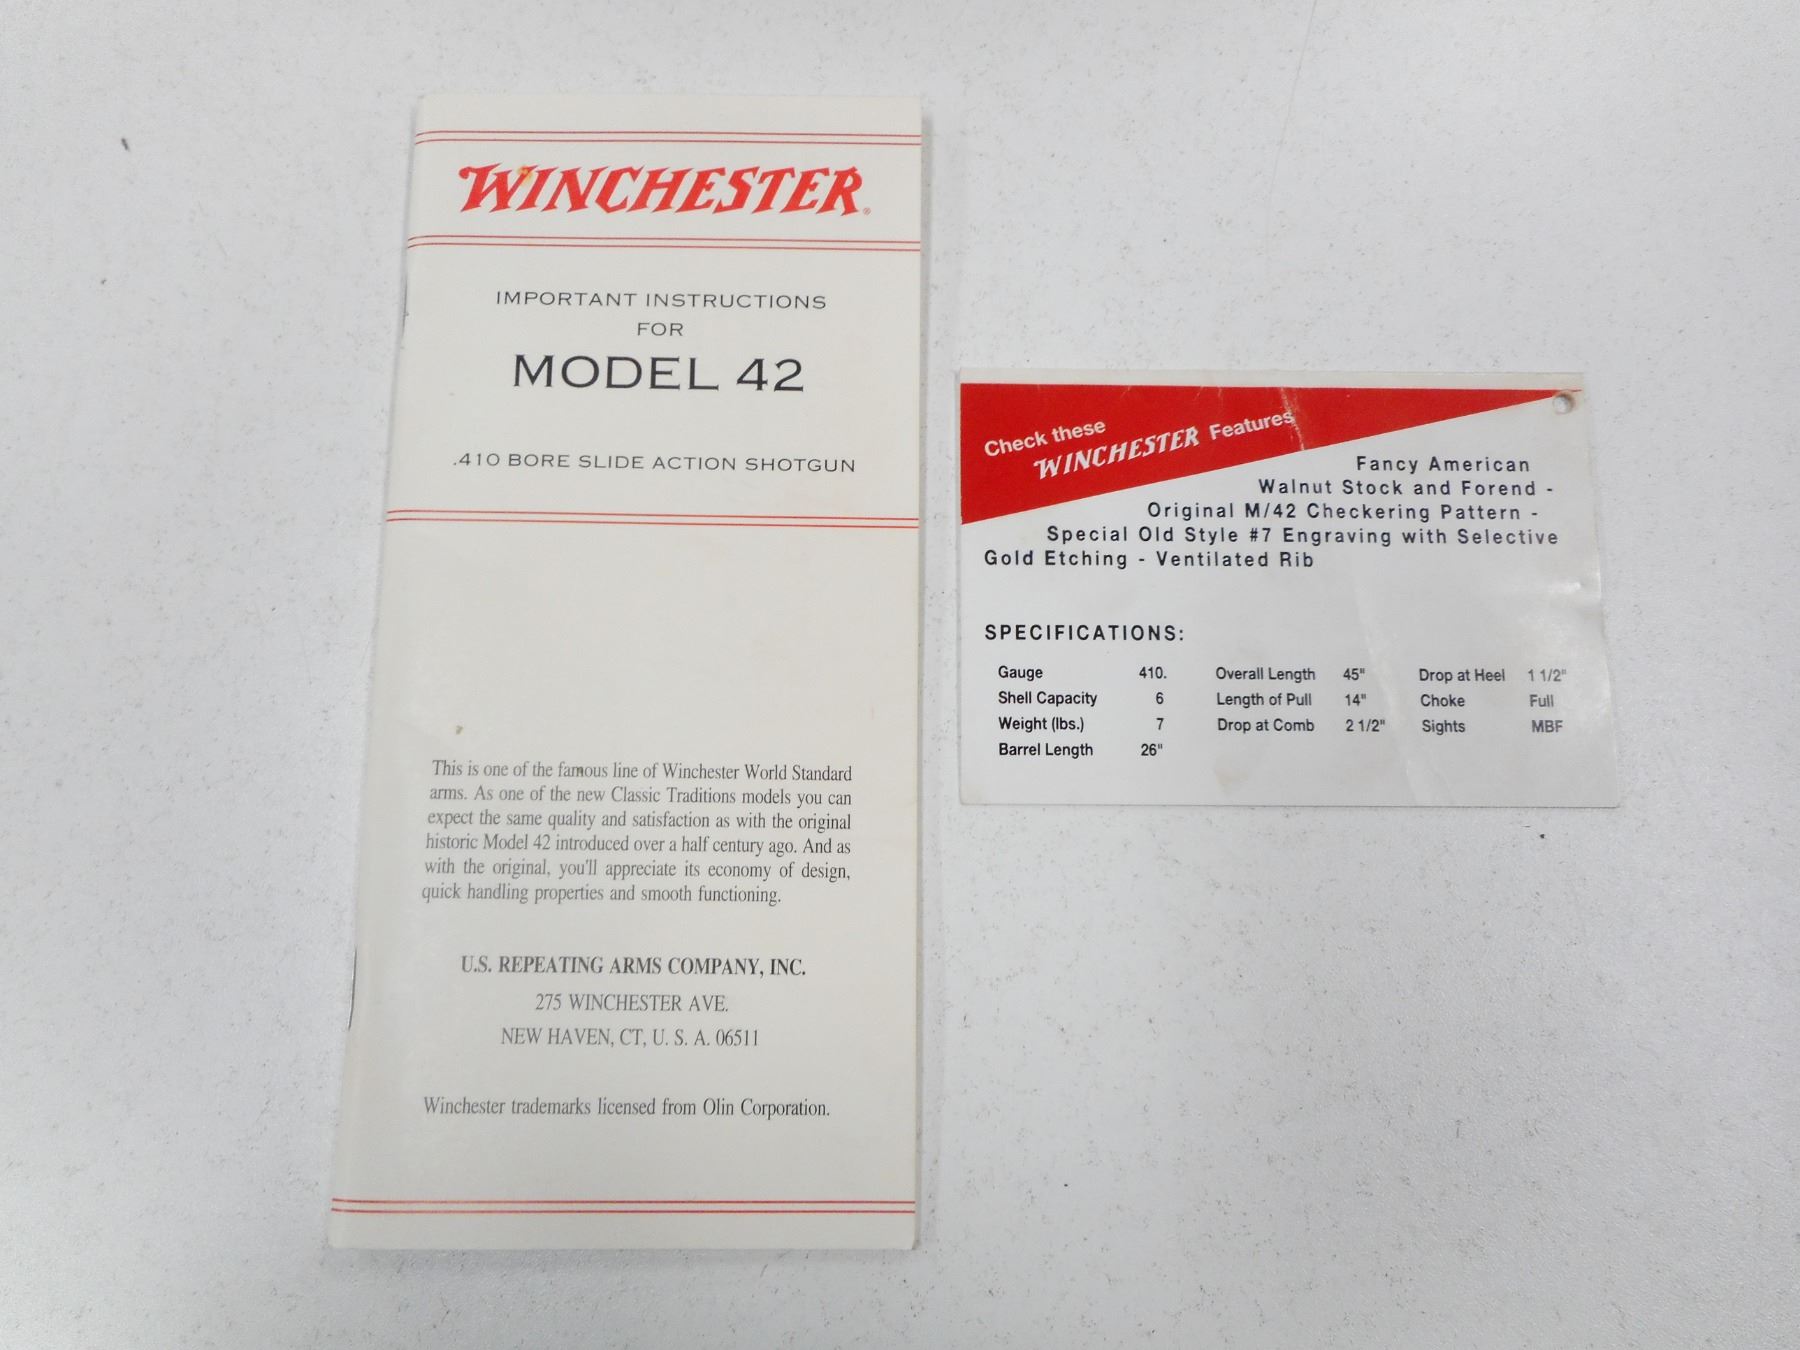 WINCHESTER®
IMPORTANT INSTRUCTIONS
FOR
MODEL 42
.410 BORE SLIDE ACTION SHOTGUN
This is one of the famous line of Winchester World Standard
arms. As one of the new Classic Traditions models you can
expect the same quality and satisfaction as with the original
historic Model 42 introduced over a half century ago. And as
with the original, you'll appreciate its economy of design,
quick handling properties and smooth functioning.
U.S. REPEATING ARMS COMPANY, INC.
275 WINCHESTER AVE.
NEW HAVEN, CT, U. S. A. 06511
Winchester trademarks licensed from Olin Corporation.
Check these
WINCHESTER Features
Fancy American
Walnut Stock and Forend -
Original M/42 Checkering Pattern -
Special Old Style #7 Engraving with Selective
Gold Etching - Ventilated Rib
SPECIFICATIONS:
Gauge 410. Overall Length 45" Drop at Heel 1 1/2"
Shell Capacity 6 Length of Pull 14" Choke Full
Weight (lbs.) 7 Drop at Comb 2 1/2" Sights MBF
Barrel Length 26"